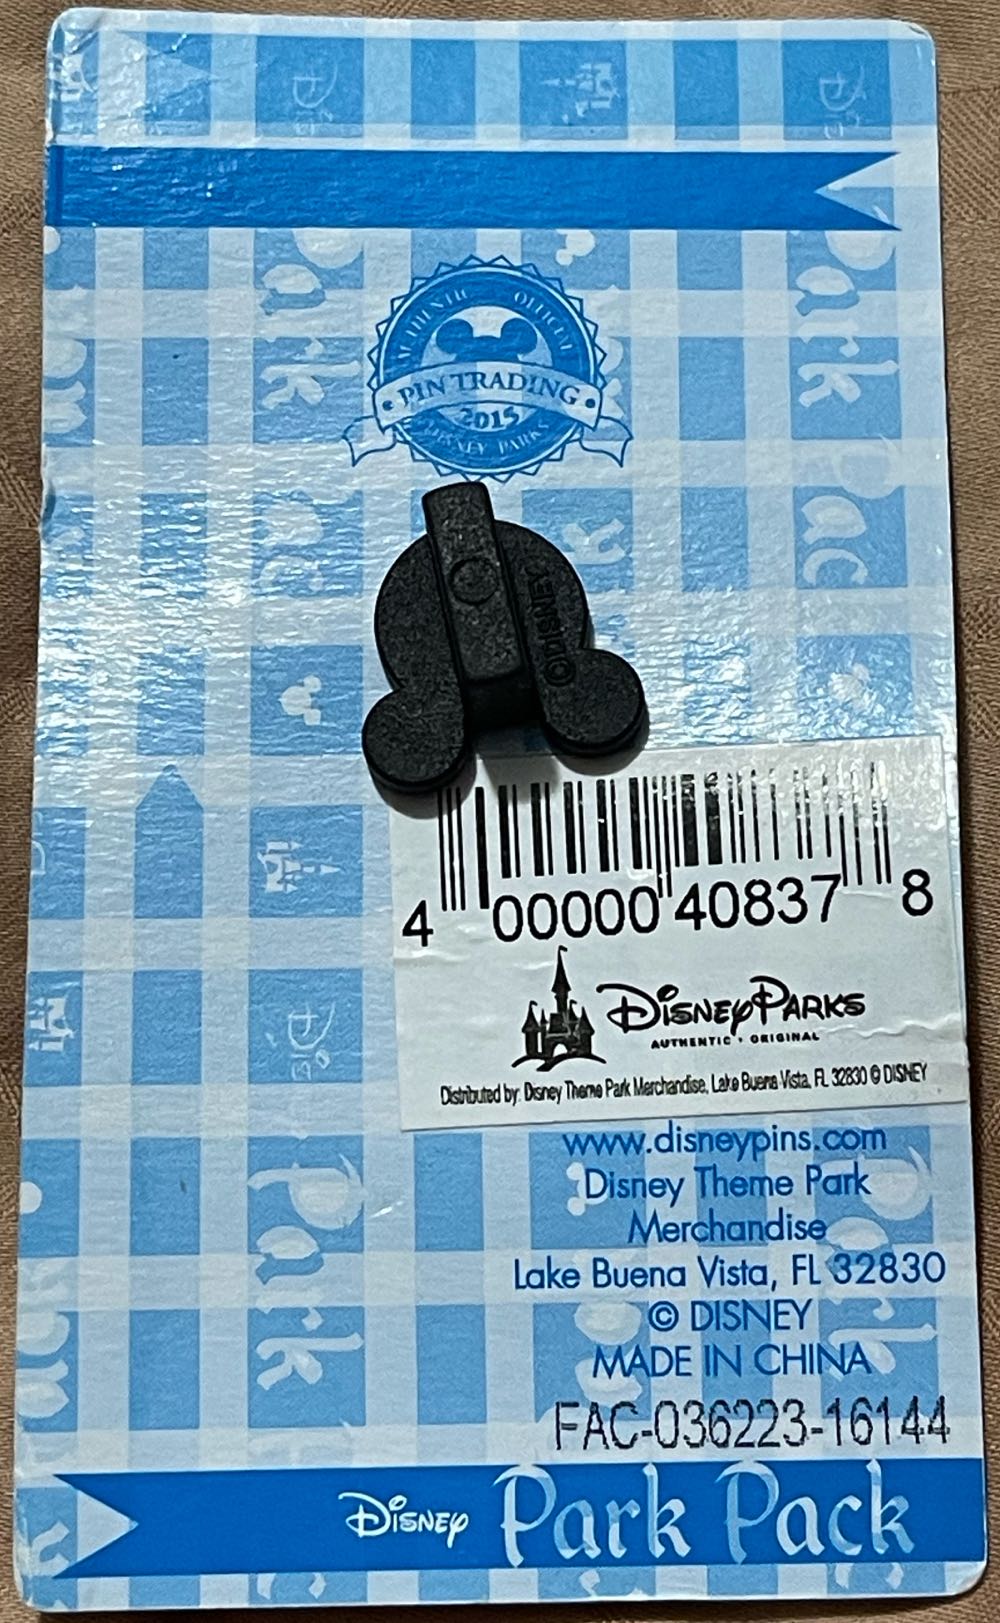 AUTHENTIC OFFICIAL
PIN TRADING
2015
DISNEY PARKS
©DISNEY
4 00000 40837 8
Disney Parks
AUTHENTIC • ORIGINAL
Distributed by: Disney Theme Park Merchandise, Lake Buena Vista, FL 32830 © DISNEY
www.disneypins.com
Disney Theme Park
Merchandise
Lake Buena Vista, FL 32830
© DISNEY
MADE IN CHINA
FAC-036223-16144
Disney Park Pack